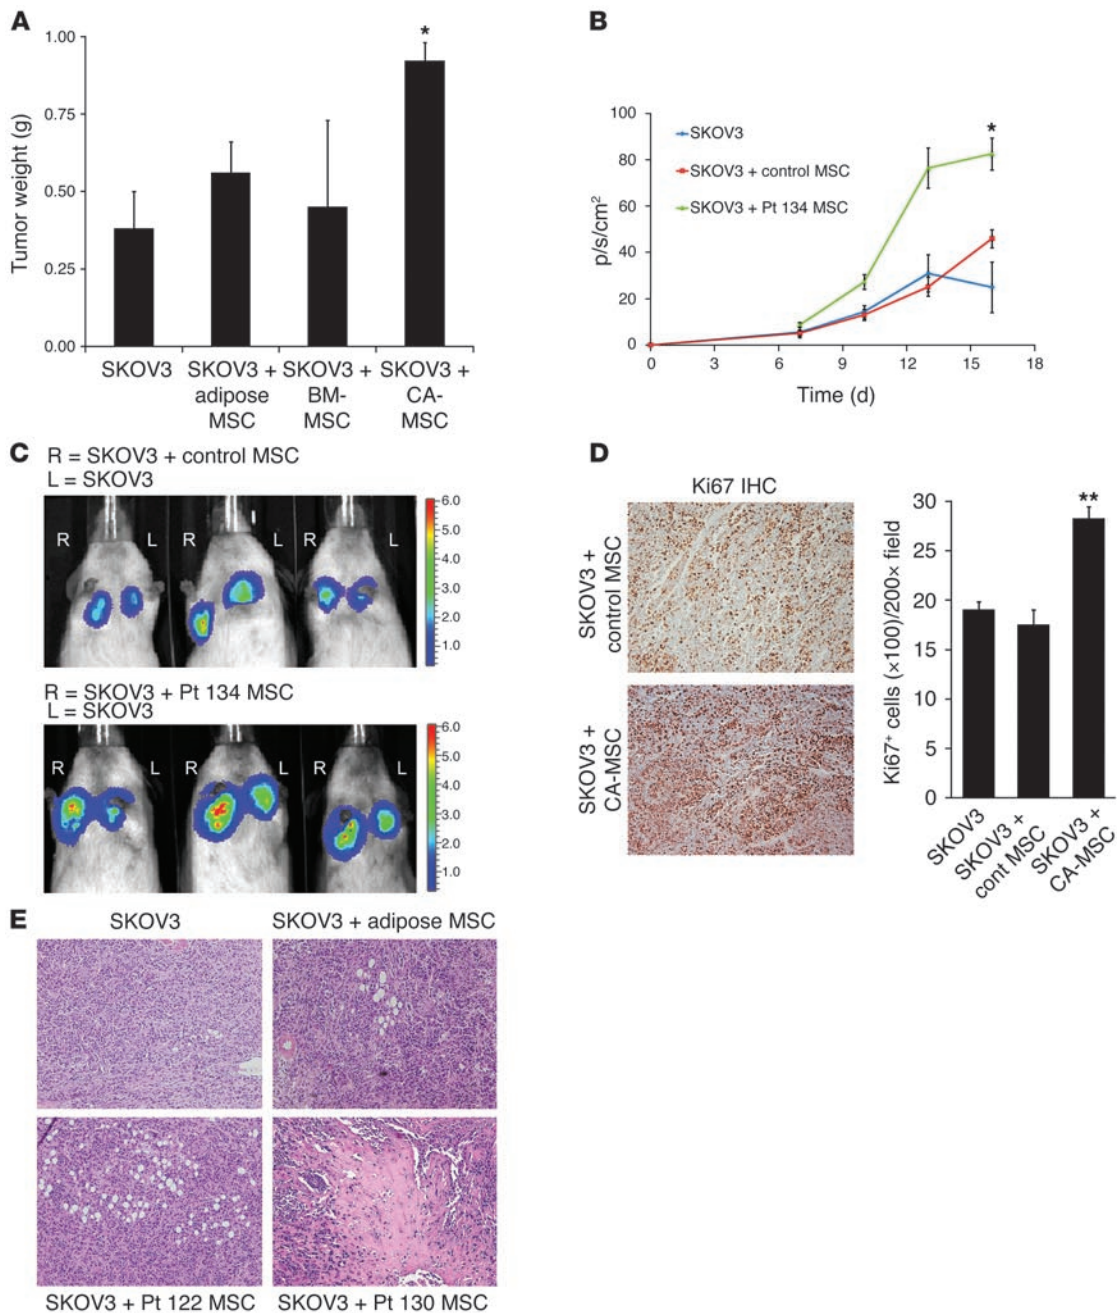 A
1.00
0.75
0.50
0.25
0.00
Tumor weight (g)
*
SKOV3
SKOV3 +
adipose
MSC
SKOV3 +
BM-
MSC
SKOV3 +
CA-
MSC
B
100
80
60
40
20
0
p/s/cm²
SKOV3
SKOV3 + control MSC
SKOV3 + Pt 134 MSC
*
0 3 6 9 12 15 18
Time (d)
C
R = SKOV3 + control MSC
L = SKOV3
R L R L R L
6.0
5.0
4.0
3.0
2.0
1.0
R = SKOV3 + Pt 134 MSC
L = SKOV3
R L R L R L
6.0
5.0
4.0
3.0
2.0
1.0
D
Ki67 IHC
SKOV3 +
control MSC
SKOV3 +
CA-MSC
Ki67⁺ cells (×100)/200× field
30
25
20
15
10
5
0
**
SKOV3
SKOV3 +
cont MSC
SKOV3 +
CA-MSC
E
SKOV3
SKOV3 + adipose MSC
SKOV3 + Pt 122 MSC
SKOV3 + Pt 130 MSC